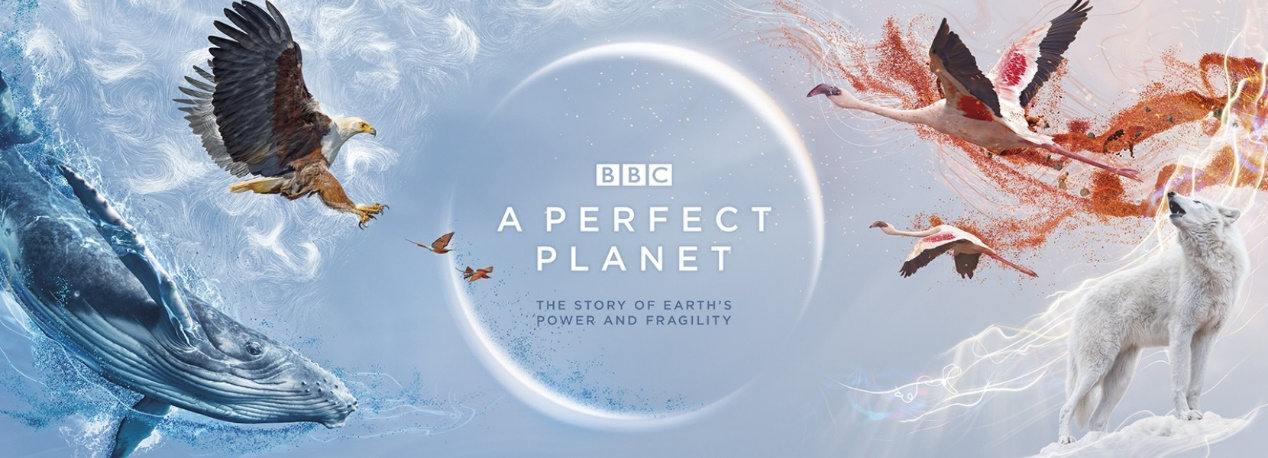 BBC
A PERFECT
PLANET
THE STORY OF EARTH'S
POWER AND FRAGILITY